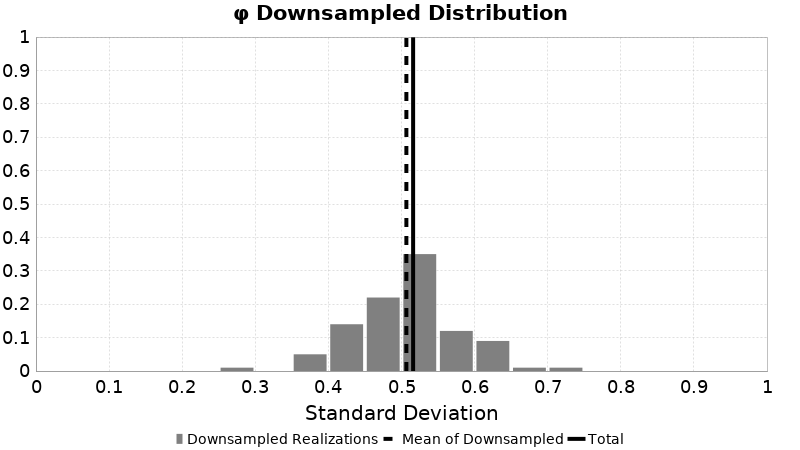 φ Downsampled Distribution
1
0.9
0.8
0.7
0.6
0.5
0.4
0.3
0.2
0.1
0
0 0.1 0.2 0.3 0.4 0.5 0.6 0.7 0.8 0.9 1
Standard Deviation
Downsampled Realizations Mean of Downsampled Total